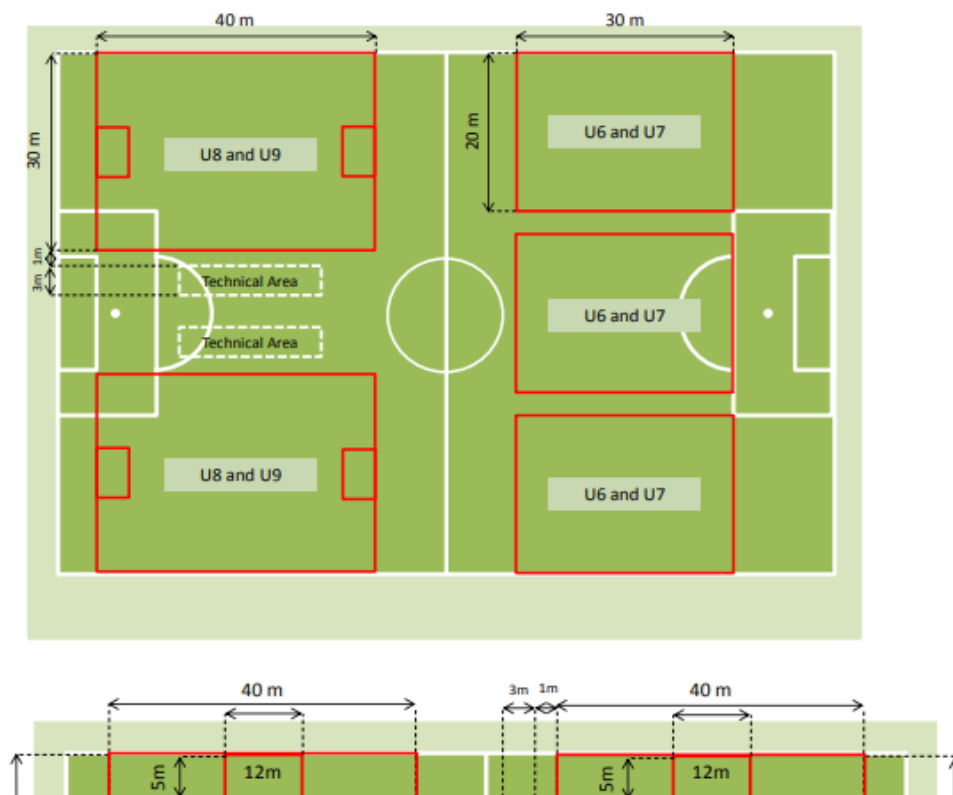 40 m
30 m
30 m
20 m
U8 and U9
U6 and U7
1m
3m
Technical Area
U6 and U7
Technical Area
U8 and U9
U6 and U7
40 m
3m
1m
40 m
5m
12m
5m
12m